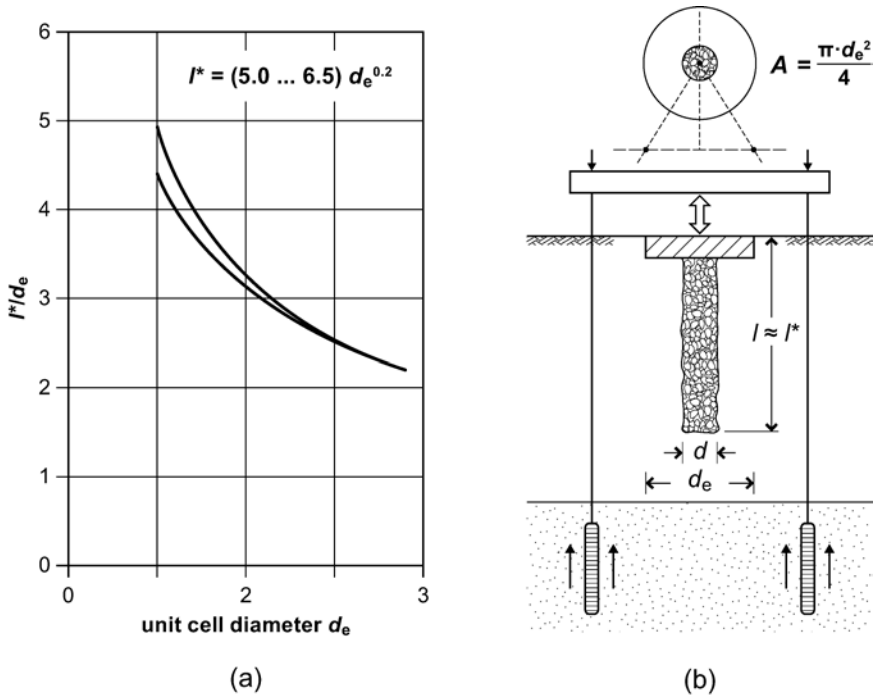 6
5
4
3
2
1
0
l*/dₑ
l* = (5.0 ... 6.5) dₑ⁰·²
0
2
3
unit cell diameter dₑ
(a)
A = π·dₑ²/4
l ≈ l*
d
dₑ
(b)